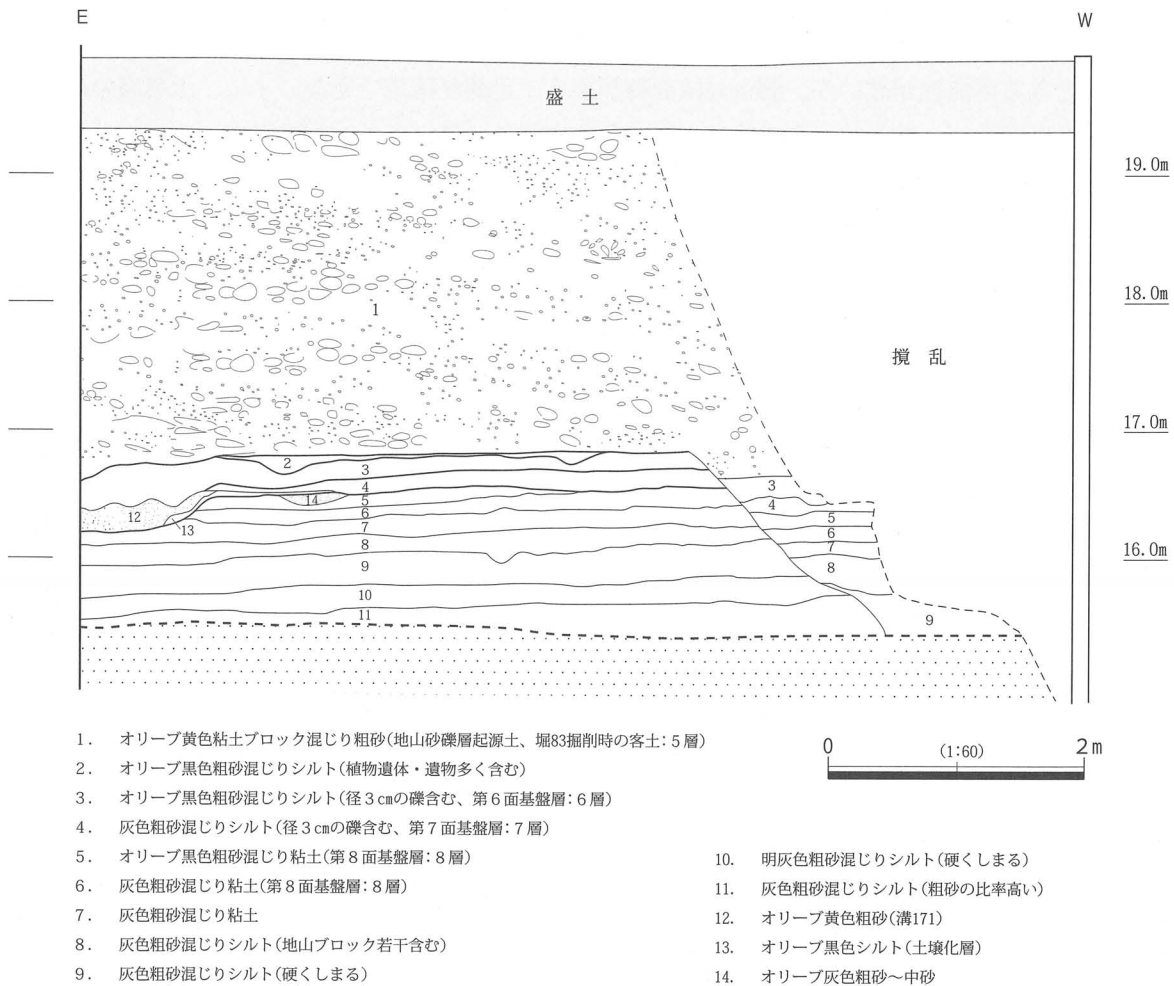 E
W
盛 土
19.0m
18.0m
1
攪 乱
17.0m
2
3
3
4
4
14
5
5
12
6
6
13
7
7
16.0m
8
8
9
10
9
11
1. オリーブ黄色粘土ブロック混じり粗砂(地山砂礫層起源土、堀83掘削時の客土:5層)
2. オリーブ黒色粗砂混じりシルト(植物遺体・遺物多く含む)
3. オリーブ黒色粗砂混じりシルト(径3㎝の礫含む、第6面基盤層:6層)
4. 灰色粗砂混じりシルト(径3㎝の礫含む、第7面基盤層:7層)
5. オリーブ黒色粗砂混じり粘土(第8面基盤層:8層)
6. 灰色粗砂混じり粘土(第8面基盤層:8層)
7. 灰色粗砂混じり粘土
8. 灰色粗砂混じりシルト(地山ブロック若干含む)
9. 灰色粗砂混じりシルト(硬くしまる)
0 (1:60) 2m
10. 明灰色粗砂混じりシルト(硬くしまる)
11. 灰色粗砂混じりシルト(粗砂の比率高い)
12. オリーブ黄色粗砂(溝171)
13. オリーブ黒色シルト(土壌化層)
14. オリーブ灰色粗砂～中砂